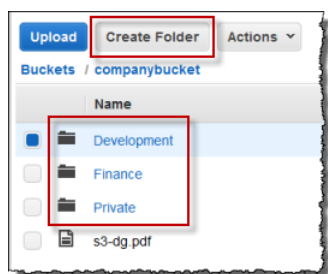 Upload Create Folder Actions
Buckets / companybucket
Name
Development
Finance
Private
s3-dg.pdf